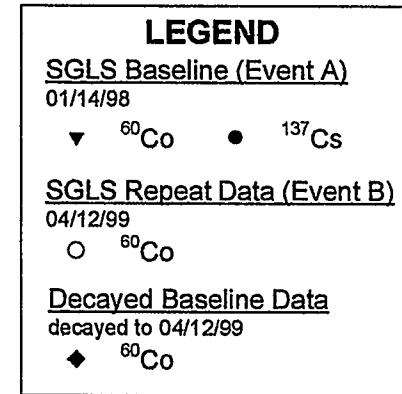 LEGEND
SGLS Baseline (Event A)
01/14/98
▼ ⁶⁰Co ● ¹³⁷Cs
SGLS Repeat Data (Event B)
04/12/99
○ ⁶⁰Co
Decayed Baseline Data
decayed to 04/12/99
◆ ⁶⁰Co